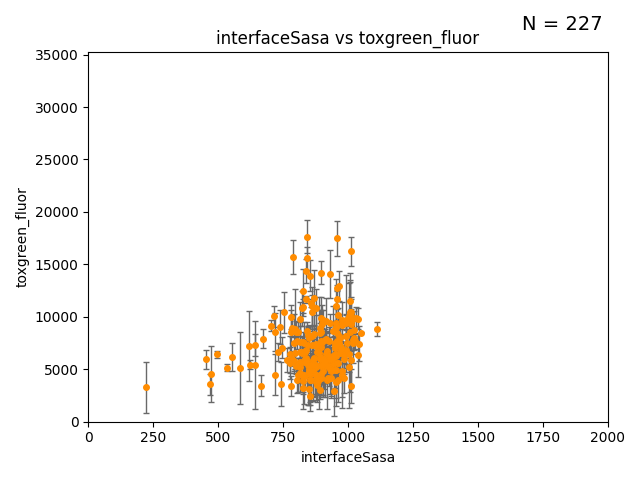 N = 227
interfaceSasa vs toxgreen_fluor
35000
30000
25000
20000
15000
10000
5000
0
toxgreen_fluor
0 250 500 750 1000 1250 1500 1750 2000
interfaceSasa